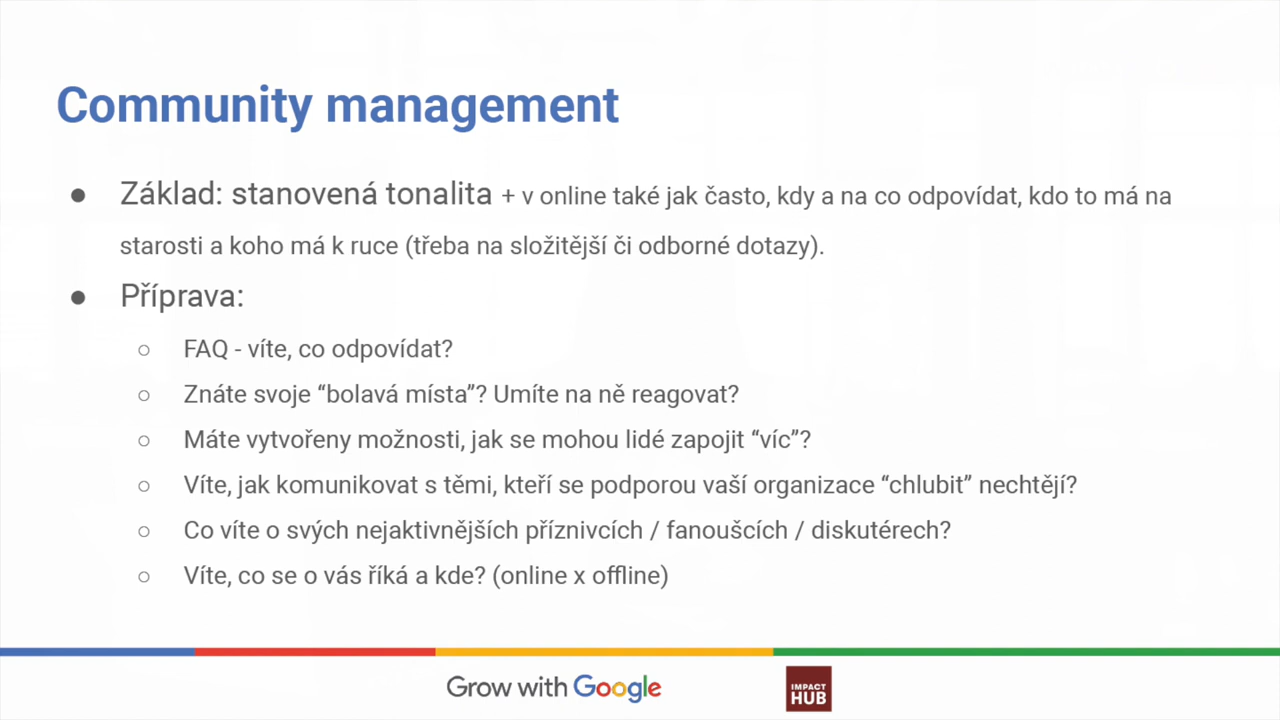 Community management
● Základ: stanovená tonalita + v online také jak často, kdy a na co odpovídat, kdo to má na
starosti a koho má k ruce (třeba na složitější či odborné dotazy).
● Příprava:
○ FAQ - víte, co odpovídat?
○ Znáte svoje “bolavá místa”? Umíte na ně reagovat?
○ Máte vytvořeny možnosti, jak se mohou lidé zapojit “víc”?
○ Víte, jak komunikovat s těmi, kteří se podporou vaší organizace “chlubit” nechtějí?
○ Co víte o svých nejaktivnějších příznivcích / fanoušcích / diskutérech?
○ Víte, co se o vás říká a kde? (online x offline)
Grow with Google
IMPACT
HUB